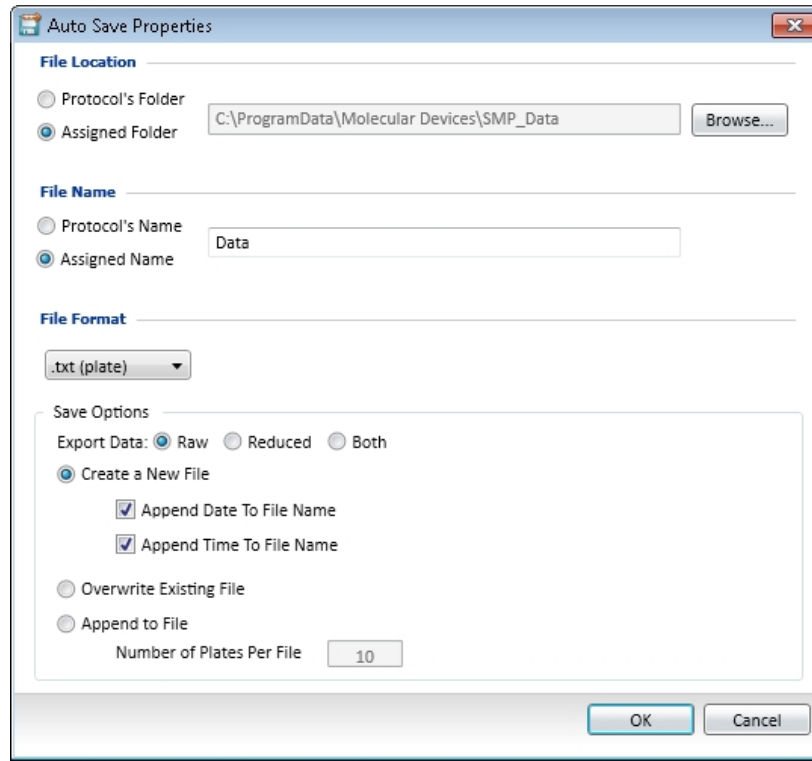 Auto Save Properties
File Location
Protocol's Folder
Assigned Folder
C:\ProgramData\Molecular Devices\SMP_Data
Browse...
File Name
Protocol's Name
Assigned Name
Data
File Format
.txt (plate)
Save Options
Export Data: Raw Reduced Both
Create a New File
Append Date To File Name
Append Time To File Name
Overwrite Existing File
Append to File
Number of Plates Per File 10
OK Cancel